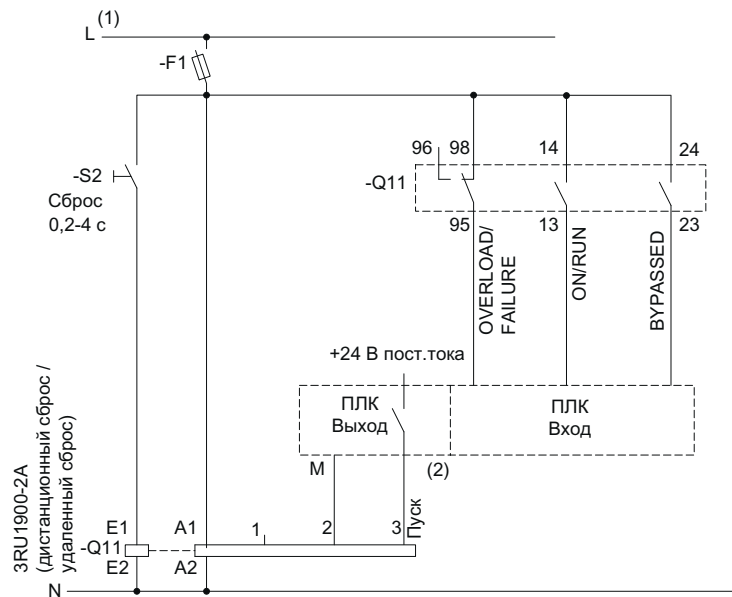 (1)
L
-F1
96 98 14 24
-S2
-Q11
Сброс
0,2-4 с
95 13 23
OVERLOAD/
FAILURE
ON/RUN
BYPASSED
+24 В пост.тока
ПЛК
Выход
ПЛК
Вход
M (2)
3RU1900-2A
(дистанционный сброс /
удаленный сброс)
Пуск
E1 A1 1 2 3
-Q11
E2 A2
N